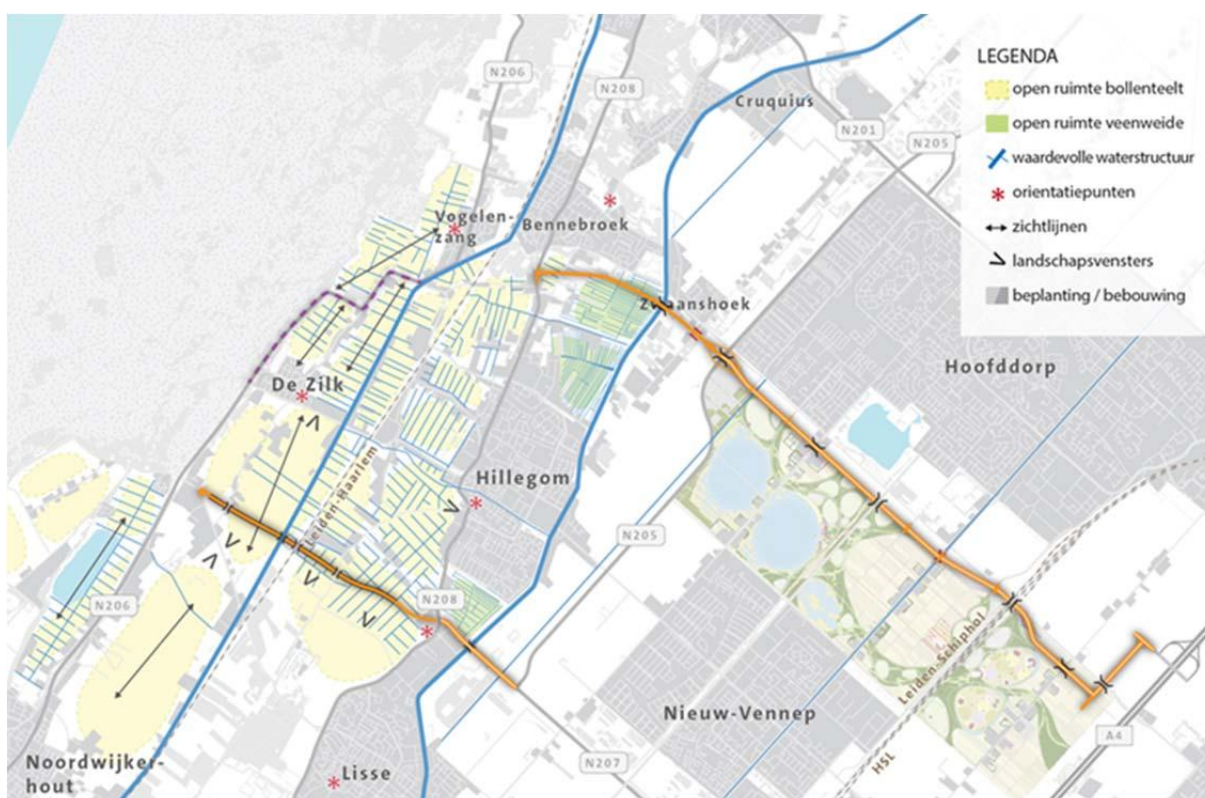 LEGENDA
open ruimte bollenteelt
open ruimte veenweide
waardevolle waterstructuur
orientatiepunten
zichtlijnen
landschapsvensters
beplanting / bebouwing
N206
N208
Cruquius
N201
N205
Vogelen-
zang
Bennebroek
Zwaanshoek
Hoofddorp
De Zilk
Hillegom
Leiden-Haarlem
N205
N206
N208
Leiden-Schiphol
Nieuw-Vennep
A4
HSL
N207
Noordwijker-
hout
Lisse